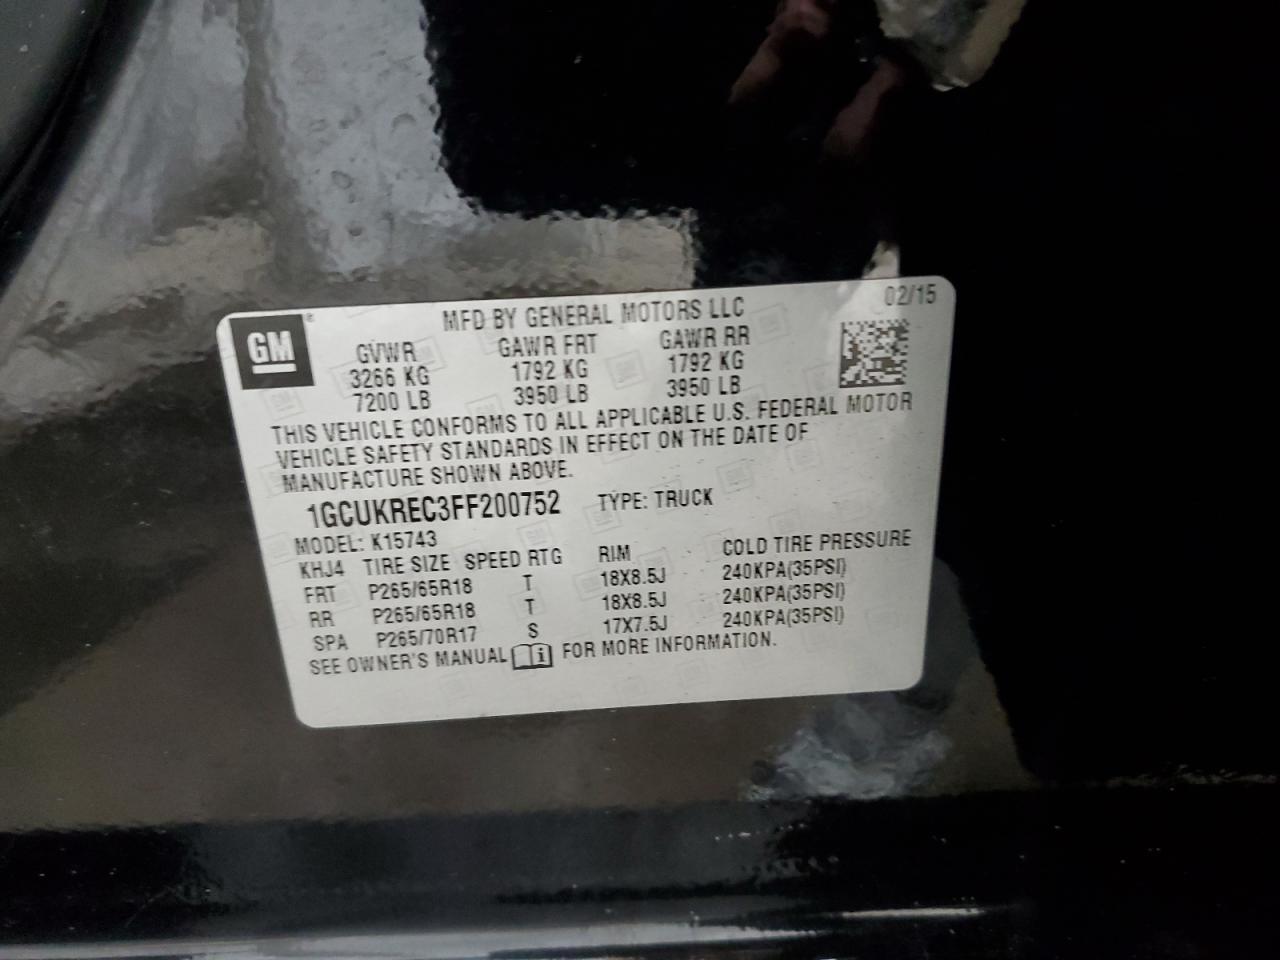 GM
MFD BY GENERAL MOTORS LLC 02/15
GVWR GAWR FRT GAWR RR
3266 KG 1792 KG 1792 KG
7200 LB 3950 LB 3950 LB
THIS VEHICLE CONFORMS TO ALL APPLICABLE U.S. FEDERAL MOTOR
VEHICLE SAFETY STANDARDS IN EFFECT ON THE DATE OF
MANUFACTURE SHOWN ABOVE.
1GCUKREC3FF200752 TYPE: TRUCK
MODEL: K15743
KHJ4 TIRE SIZE SPEED RTG RIM COLD TIRE PRESSURE
FRT P265/65R18 T 18X8.5J 240KPA(35PSI)
RR P265/65R18 T 18X8.5J 240KPA(35PSI)
SPA P265/70R17 S 17X7.5J 240KPA(35PSI)
SEE OWNER'S MANUAL FOR MORE INFORMATION.